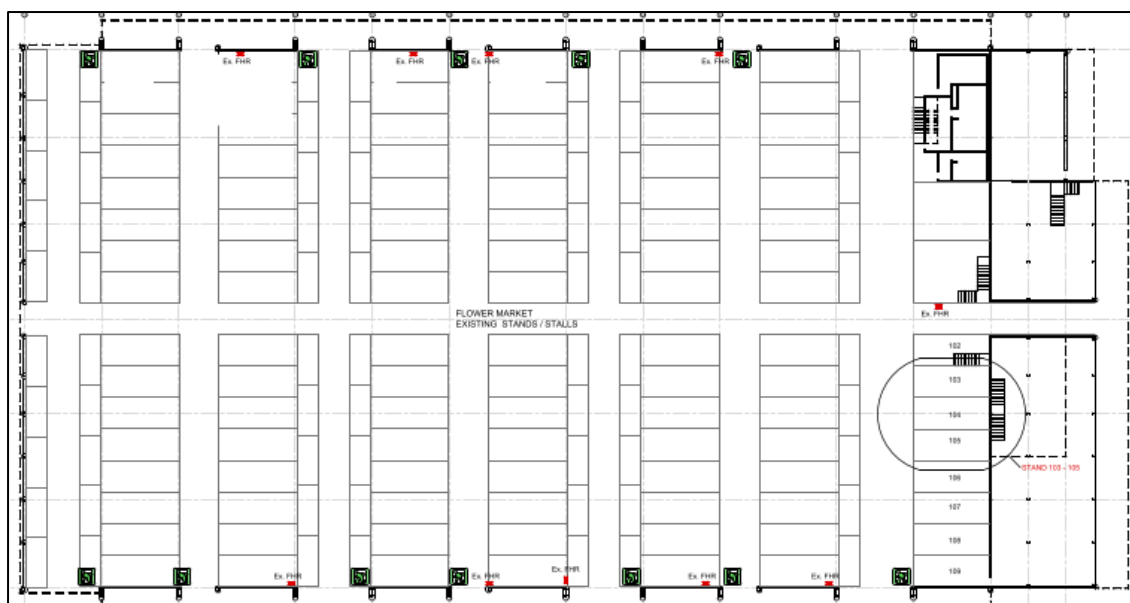 Ex. FHR
Ex. FHR
Ex. FHR
Ex. FHR
FLOWER MARKET
EXISTING STANDS / STALLS
Ex. FHR
102
103
104
105
STAND 103 - 105
106
107
108
109
Ex. FHR
Ex. FHR
Ex. FHR
Ex. FHR
Ex. FHR